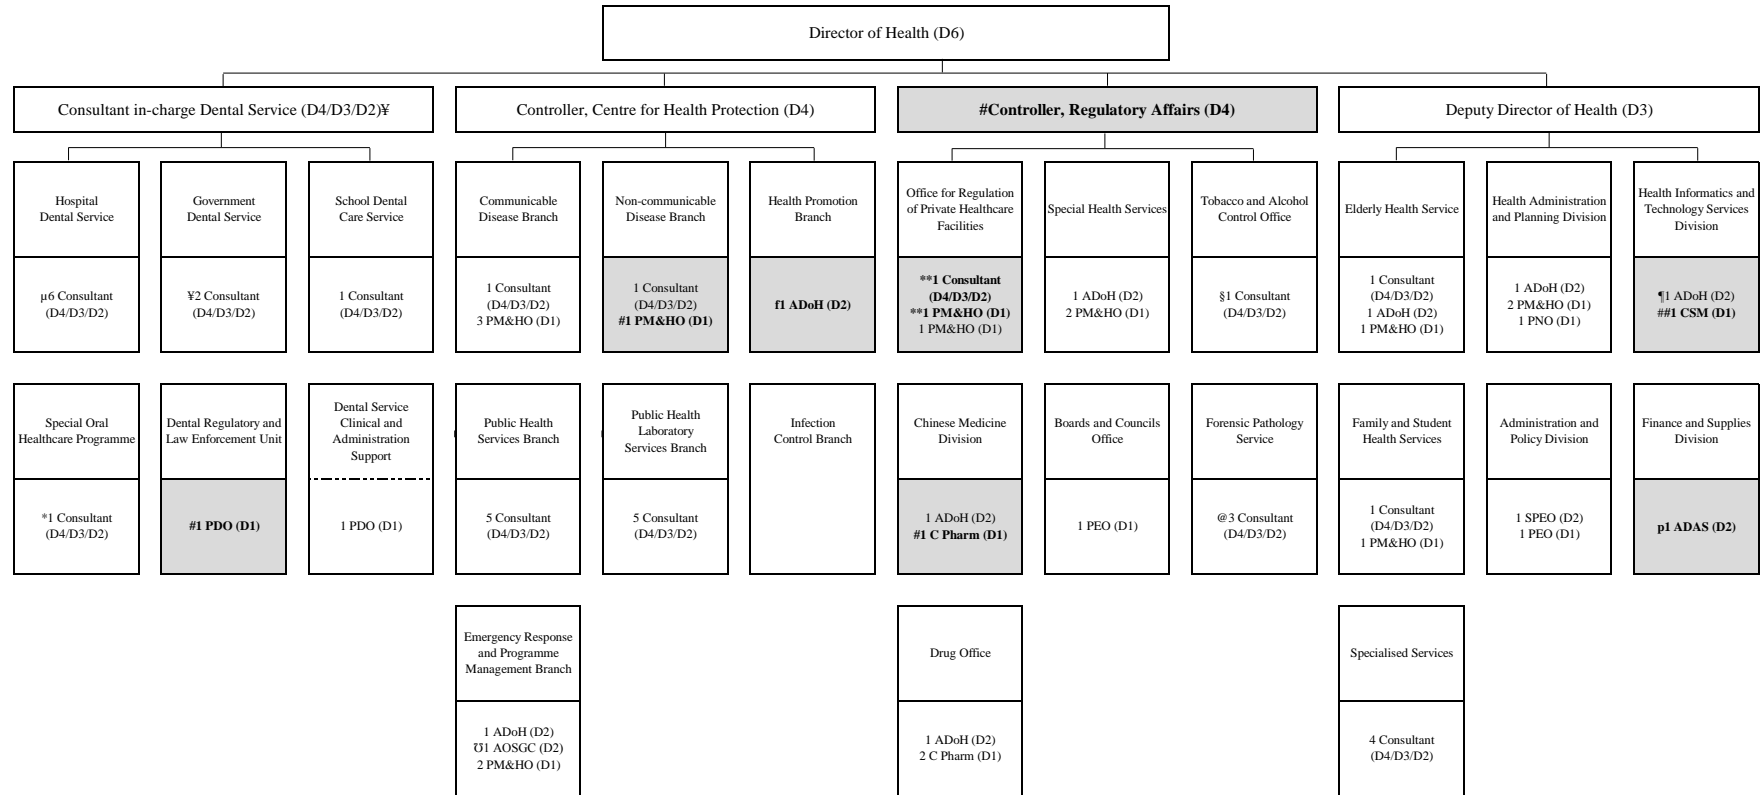 Director of Health (D6)
Consultant in-charge Dental Service (D4/D3/D2)¥
Controller, Centre for Health Protection (D4)
#Controller, Regulatory Affairs (D4)
Deputy Director of Health (D3)
Hospital
Dental Service
µ6 Consultant
(D4/D3/D2)
Government
Dental Service
¥2 Consultant
(D4/D3/D2)
School Dental
Care Service
1 Consultant
(D4/D3/D2)
Communicable
Disease Branch
1 Consultant
(D4/D3/D2)
3 PM&HO (D1)
Non-communicable
Disease Branch
1 Consultant
(D4/D3/D2)
#1 PM&HO (D1)
Health Promotion
Branch
f1 ADoH (D2)
Office for Regulation
of Private Healthcare
Facilities
**1 Consultant
(D4/D3/D2)
**1 PM&HO (D1)
1 PM&HO (D1)
Special Health Services
1 ADoH (D2)
2 PM&HO (D1)
Tobacco and Alcohol
Control Office
§1 Consultant
(D4/D3/D2)
Elderly Health Service
1 Consultant
(D4/D3/D2)
1 ADoH (D2)
1 PM&HO (D1)
Health Administration
and Planning Division
1 ADoH (D2)
2 PM&HO (D1)
1 PNO (D1)
Health Informatics and
Technology Services
Division
¶1 ADoH (D2)
##1 CSM (D1)
Special Oral
Healthcare Programme
*1 Consultant
(D4/D3/D2)
Dental Regulatory and
Law Enforcement Unit
#1 PDO (D1)
Dental Service
Clinical and
Administration
Support
1 PDO (D1)
Public Health
Services Branch
5 Consultant
(D4/D3/D2)
Public Health
Laboratory
Services Branch
5 Consultant
(D4/D3/D2)
Infection
Control Branch
Chinese Medicine
Division
1 ADoH (D2)
#1 C Pharm (D1)
Boards and Councils
Office
1 PEO (D1)
Forensic Pathology
Service
@3 Consultant
(D4/D3/D2)
Family and Student
Health Services
1 Consultant
(D4/D3/D2)
1 PM&HO (D1)
Administration and
Policy Division
1 SPEO (D2)
1 PEO (D1)
Finance and Supplies
Division
p1 ADAS (D2)
Emergency Response
and Programme
Management Branch
1 ADoH (D2)
℧1 AOSGC (D2)
2 PM&HO (D1)
Drug Office
1 ADoH (D2)
2 C Pharm (D1)
Specialised Services
4 Consultant
(D4/D3/D2)